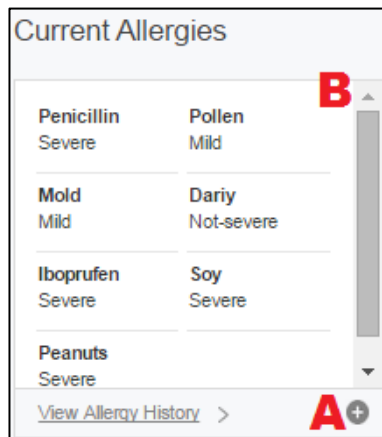 Current Allergies
B
Penicillin Pollen
Severe Mild
Mold Dariy
Mild Not-severe
Iboprufen Soy
Severe Severe
Peanuts
Severe
View Allergy History > A